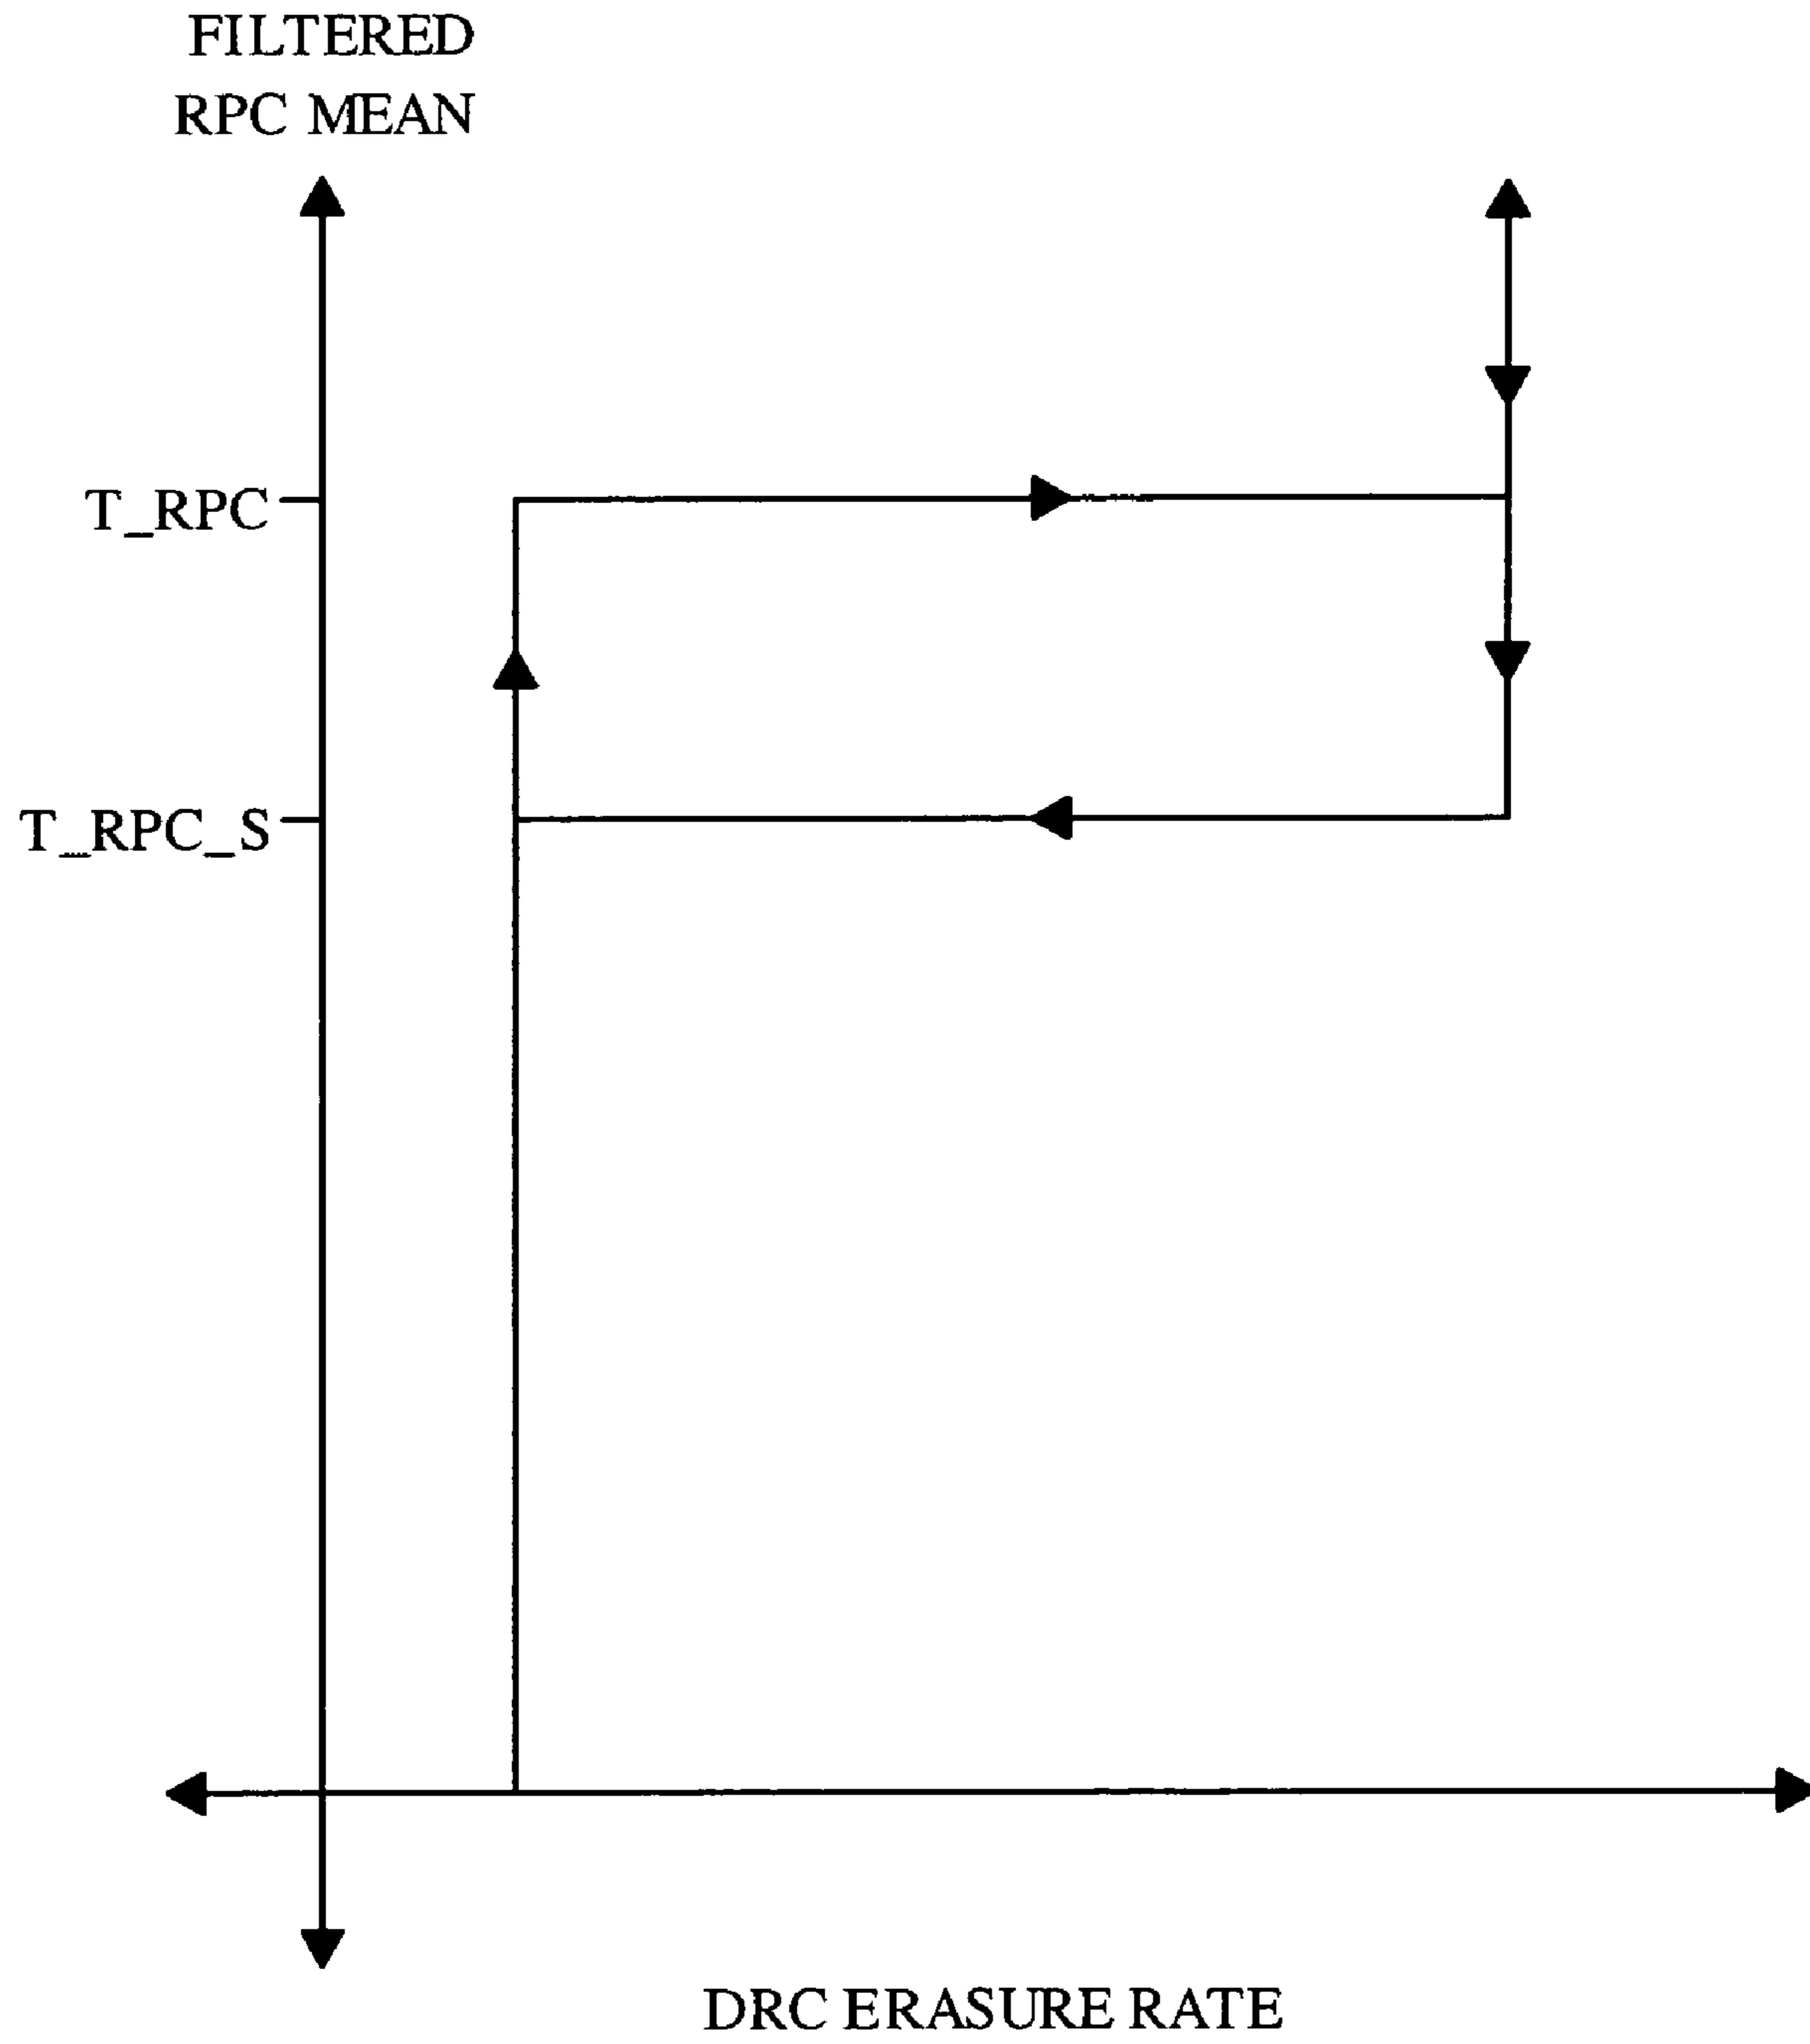 FILTERED
RPC MEAN
T_RPC
T_RPC_S
DRC ERASURE RATE